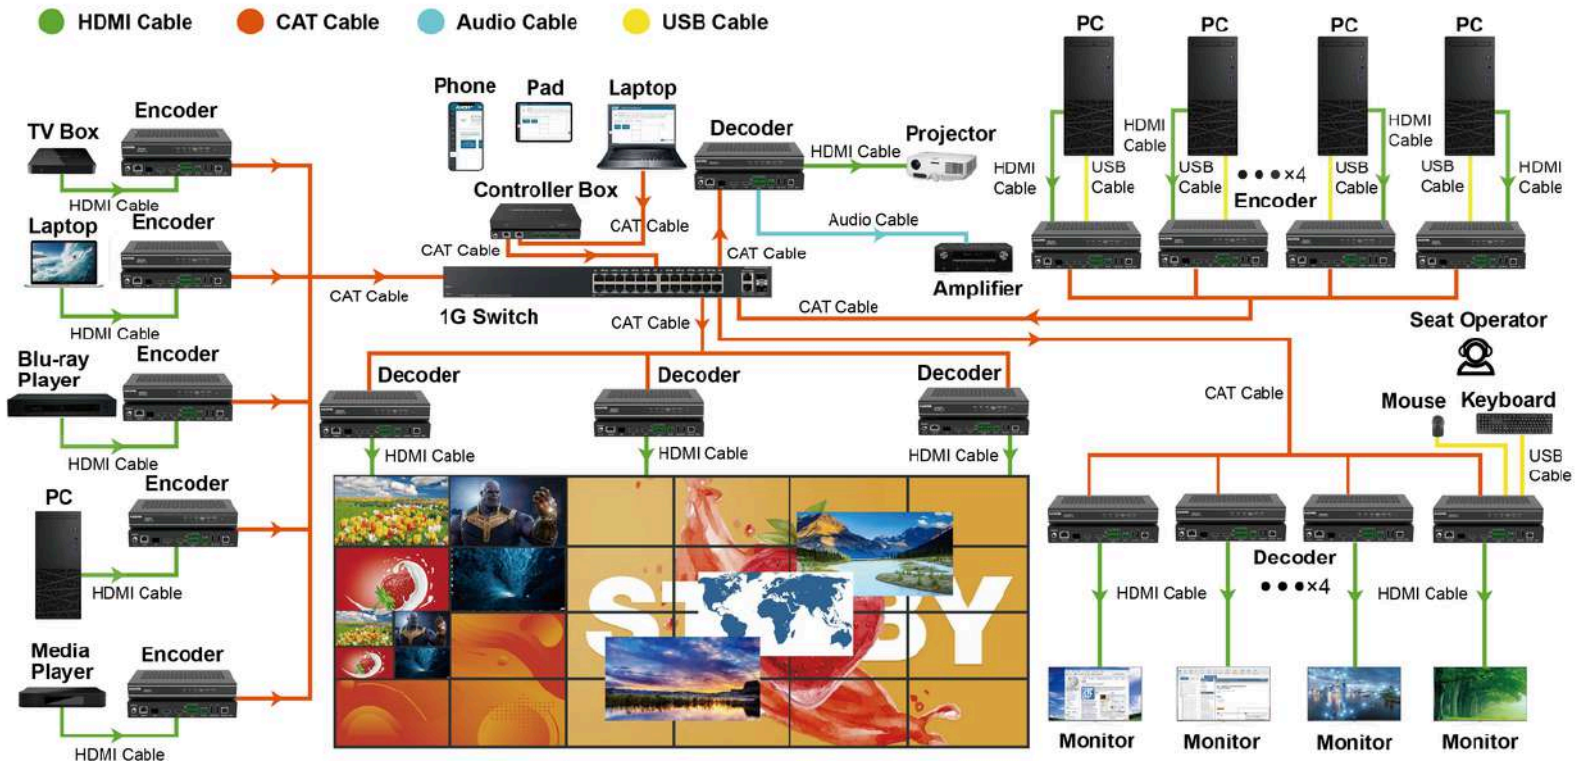 HDMI Cable
CAT Cable
Audio Cable
USB Cable
TV Box
Encoder
HDMI Cable
Laptop
Encoder
HDMI Cable
CAT Cable
Blu-ray
Player
Encoder
HDMI Cable
PC
Encoder
HDMI Cable
Media
Player
Encoder
HDMI Cable
Phone
Pad
Laptop
Controller Box
CAT Cable
CAT Cable
1G Switch
CAT Cable
Decoder
HDMI Cable
Projector
Audio Cable
CAT Cable
Amplifier
CAT Cable
Decoder
Decoder
Decoder
HDMI Cable
HDMI Cable
HDMI Cable
ST
BY
PC
PC
PC
PC
HDMI
Cable
USB
Cable
HDMI
Cable
USB
Cable
●●●×4
Encoder
USB
Cable
HDMI
Cable
USB
Cable
HDMI
Cable
Seat Operator
CAT Cable
Mouse
Keyboard
USB
Cable
Decoder
●●●×4
HDMI Cable
HDMI Cable
Monitor
Monitor
Monitor
Monitor